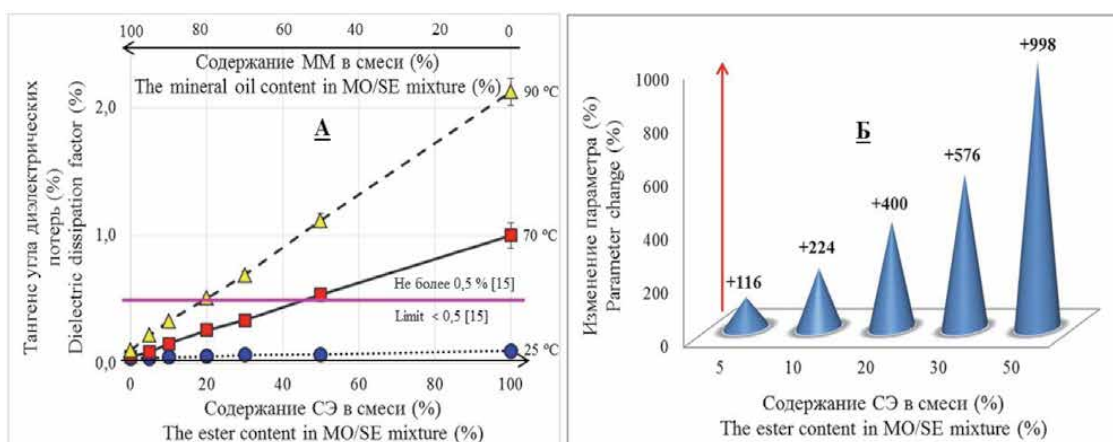 100 80 60 40 20 0
Содержание ММ в смеси (%)
The mineral oil content in MO/SE mixture (%)
Тангенс угла диэлектрических
потерь (%)
Dielectric dissipation factor (%)
2,0
1,0
0,0
А
90 ºC
70 ºC
25 ºC
Не более 0,5 % [15]
Limit < 0,5 [15]
0 20 40 60 80 100
Содержание СЭ в смеси (%)
The ester content in MO/SE mixture (%)
Изменение параметра (%)
Parameter change (%)
1000
800
600
400
200
0
Б
+116
+224
+400
+576
+998
5 10 20 30 50
Содержание СЭ в смеси (%)
The ester content in MO/SE mixture (%)